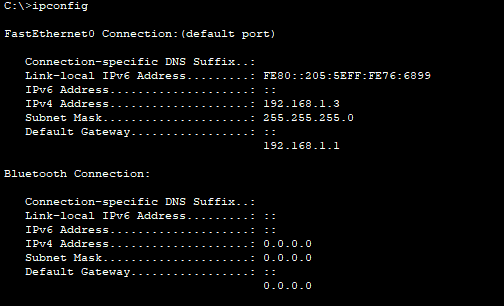 C:\>ipconfig
FastEthernet0 Connection:(default port)
Connection-specific DNS Suffix..:
Link-local IPv6 Address.........: FE80::205:5EFF:FE76:6899
IPv6 Address....................: ::
IPv4 Address....................: 192.168.1.3
Subnet Mask.....................: 255.255.255.0
Default Gateway.................: ::
192.168.1.1
Bluetooth Connection:
Connection-specific DNS Suffix..:
Link-local IPv6 Address.........: ::
IPv6 Address....................: ::
IPv4 Address....................: 0.0.0.0
Subnet Mask.....................: 0.0.0.0
Default Gateway.................: ::
0.0.0.0